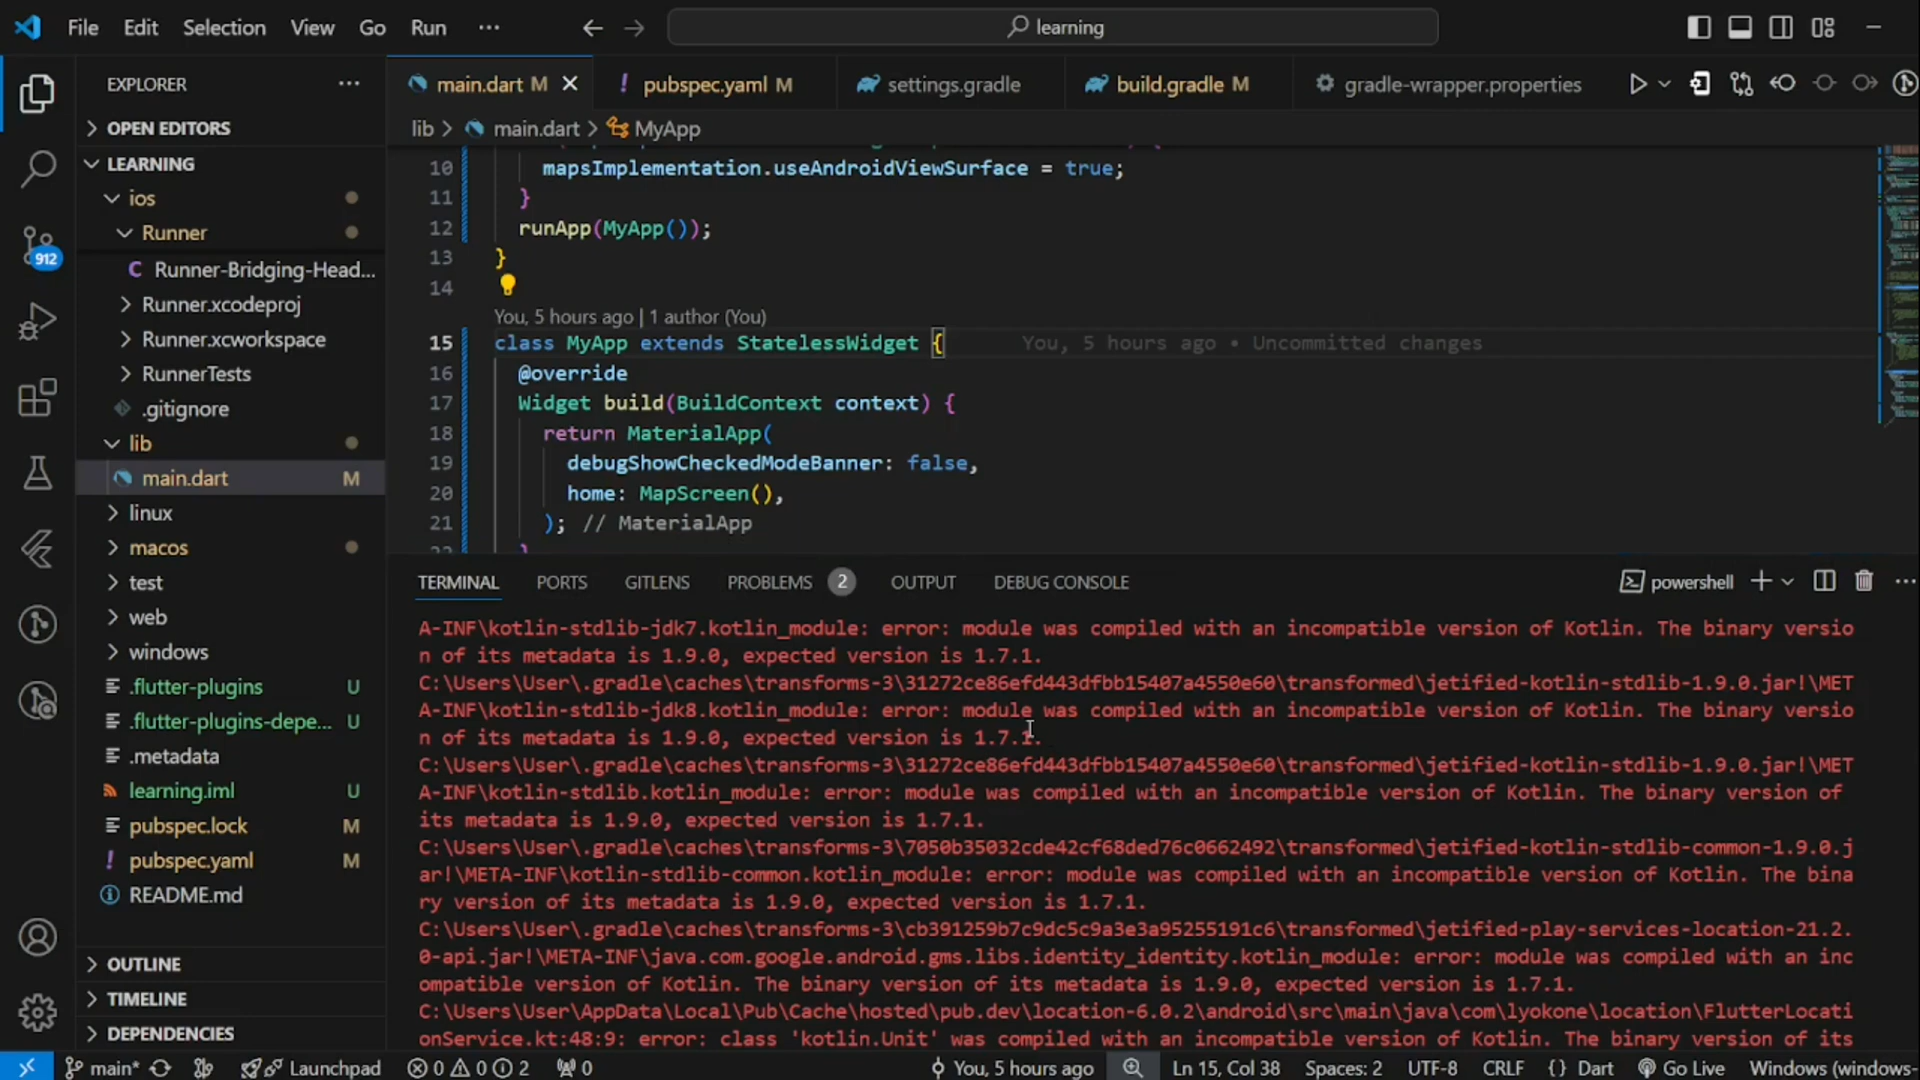 File Edit Selection View Go Run ···
learning
EXPLORER
main.dart M
pubspec.yaml M
settings.gradle
build.gradle M
gradle-wrapper.properties
OPEN EDITORS
lib > main.dart > MyApp
LEARNING
ios
Runner
Runner-Bridging-Head...
Runner.xcodeproj
Runner.xcworkspace
RunnerTests
.gitignore
lib
main.dart M
linux
macos
test
web
windows
.flutter-plugins U
.flutter-plugins-depe... U
.metadata
learning.iml U
pubspec.lock M
pubspec.yaml M
README.md
OUTLINE
TIMELINE
DEPENDENCIES
912
10 mapsImplementation.useAndroidViewSurface = true;
11 }
12 runApp(MyApp());
13 }
14
You, 5 hours ago | 1 author (You)
15 class MyApp extends StatelessWidget { You, 5 hours ago • Uncommitted changes
16 @override
17 Widget build(BuildContext context) {
18 return MaterialApp(
19 debugShowCheckedModeBanner: false,
20 home: MapScreen(),
21 ); // MaterialApp
TERMINAL PORTS GITLENS PROBLEMS 2 OUTPUT DEBUG CONSOLE
powershell
A-INF\kotlin-stdlib-jdk7.kotlin_module: error: module was compiled with an incompatible version of Kotlin. The binary versio
n of its metadata is 1.9.0, expected version is 1.7.1.
C:\Users\User\.gradle\caches\transforms-3\31272ce86efd443dfbb15407a4550e60\transformed\jetified-kotlin-stdlib-1.9.0.jar!\MET
A-INF\kotlin-stdlib-jdk8.kotlin_module: error: module was compiled with an incompatible version of Kotlin. The binary versio
n of its metadata is 1.9.0, expected version is 1.7.1.
C:\Users\User\.gradle\caches\transforms-3\31272ce86efd443dfbb15407a4550e60\transformed\jetified-kotlin-stdlib-1.9.0.jar!\MET
A-INF\kotlin-stdlib.kotlin_module: error: module was compiled with an incompatible version of Kotlin. The binary version of
its metadata is 1.9.0, expected version is 1.7.1.
C:\Users\User\.gradle\caches\transforms-3\7050b35032cde42cf68ded76c0662492\transformed\jetified-kotlin-stdlib-common-1.9.0.j
ar!\META-INF\kotlin-stdlib-common.kotlin_module: error: module was compiled with an incompatible version of Kotlin. The bina
ry version of its metadata is 1.9.0, expected version is 1.7.1.
C:\Users\User\.gradle\caches\transforms-3\cb391259b7c9dc5c9a3e3a95255191c6\transformed\jetified-play-services-location-21.2.
0-api.jar!\META-INF\java.com.google.android.gms.libs.identity_identity.kotlin_module: error: module was compiled with an inc
ompatible version of Kotlin. The binary version of its metadata is 1.9.0, expected version is 1.7.1.
C:\Users\User\AppData\Local\Pub\Cache\hosted\pub.dev\location-6.0.2\android\src\main\java\com\lyokone\location\FlutterLocati
onService.kt:48:9: error: class 'kotlin.Unit' was compiled with an incompatible version of Kotlin. The binary version of its
main* Launchpad 0 0 2 0 You, 5 hours ago Ln 15, Col 38 Spaces: 2 UTF-8 CRLF {} Dart Go Live Windows (windows-